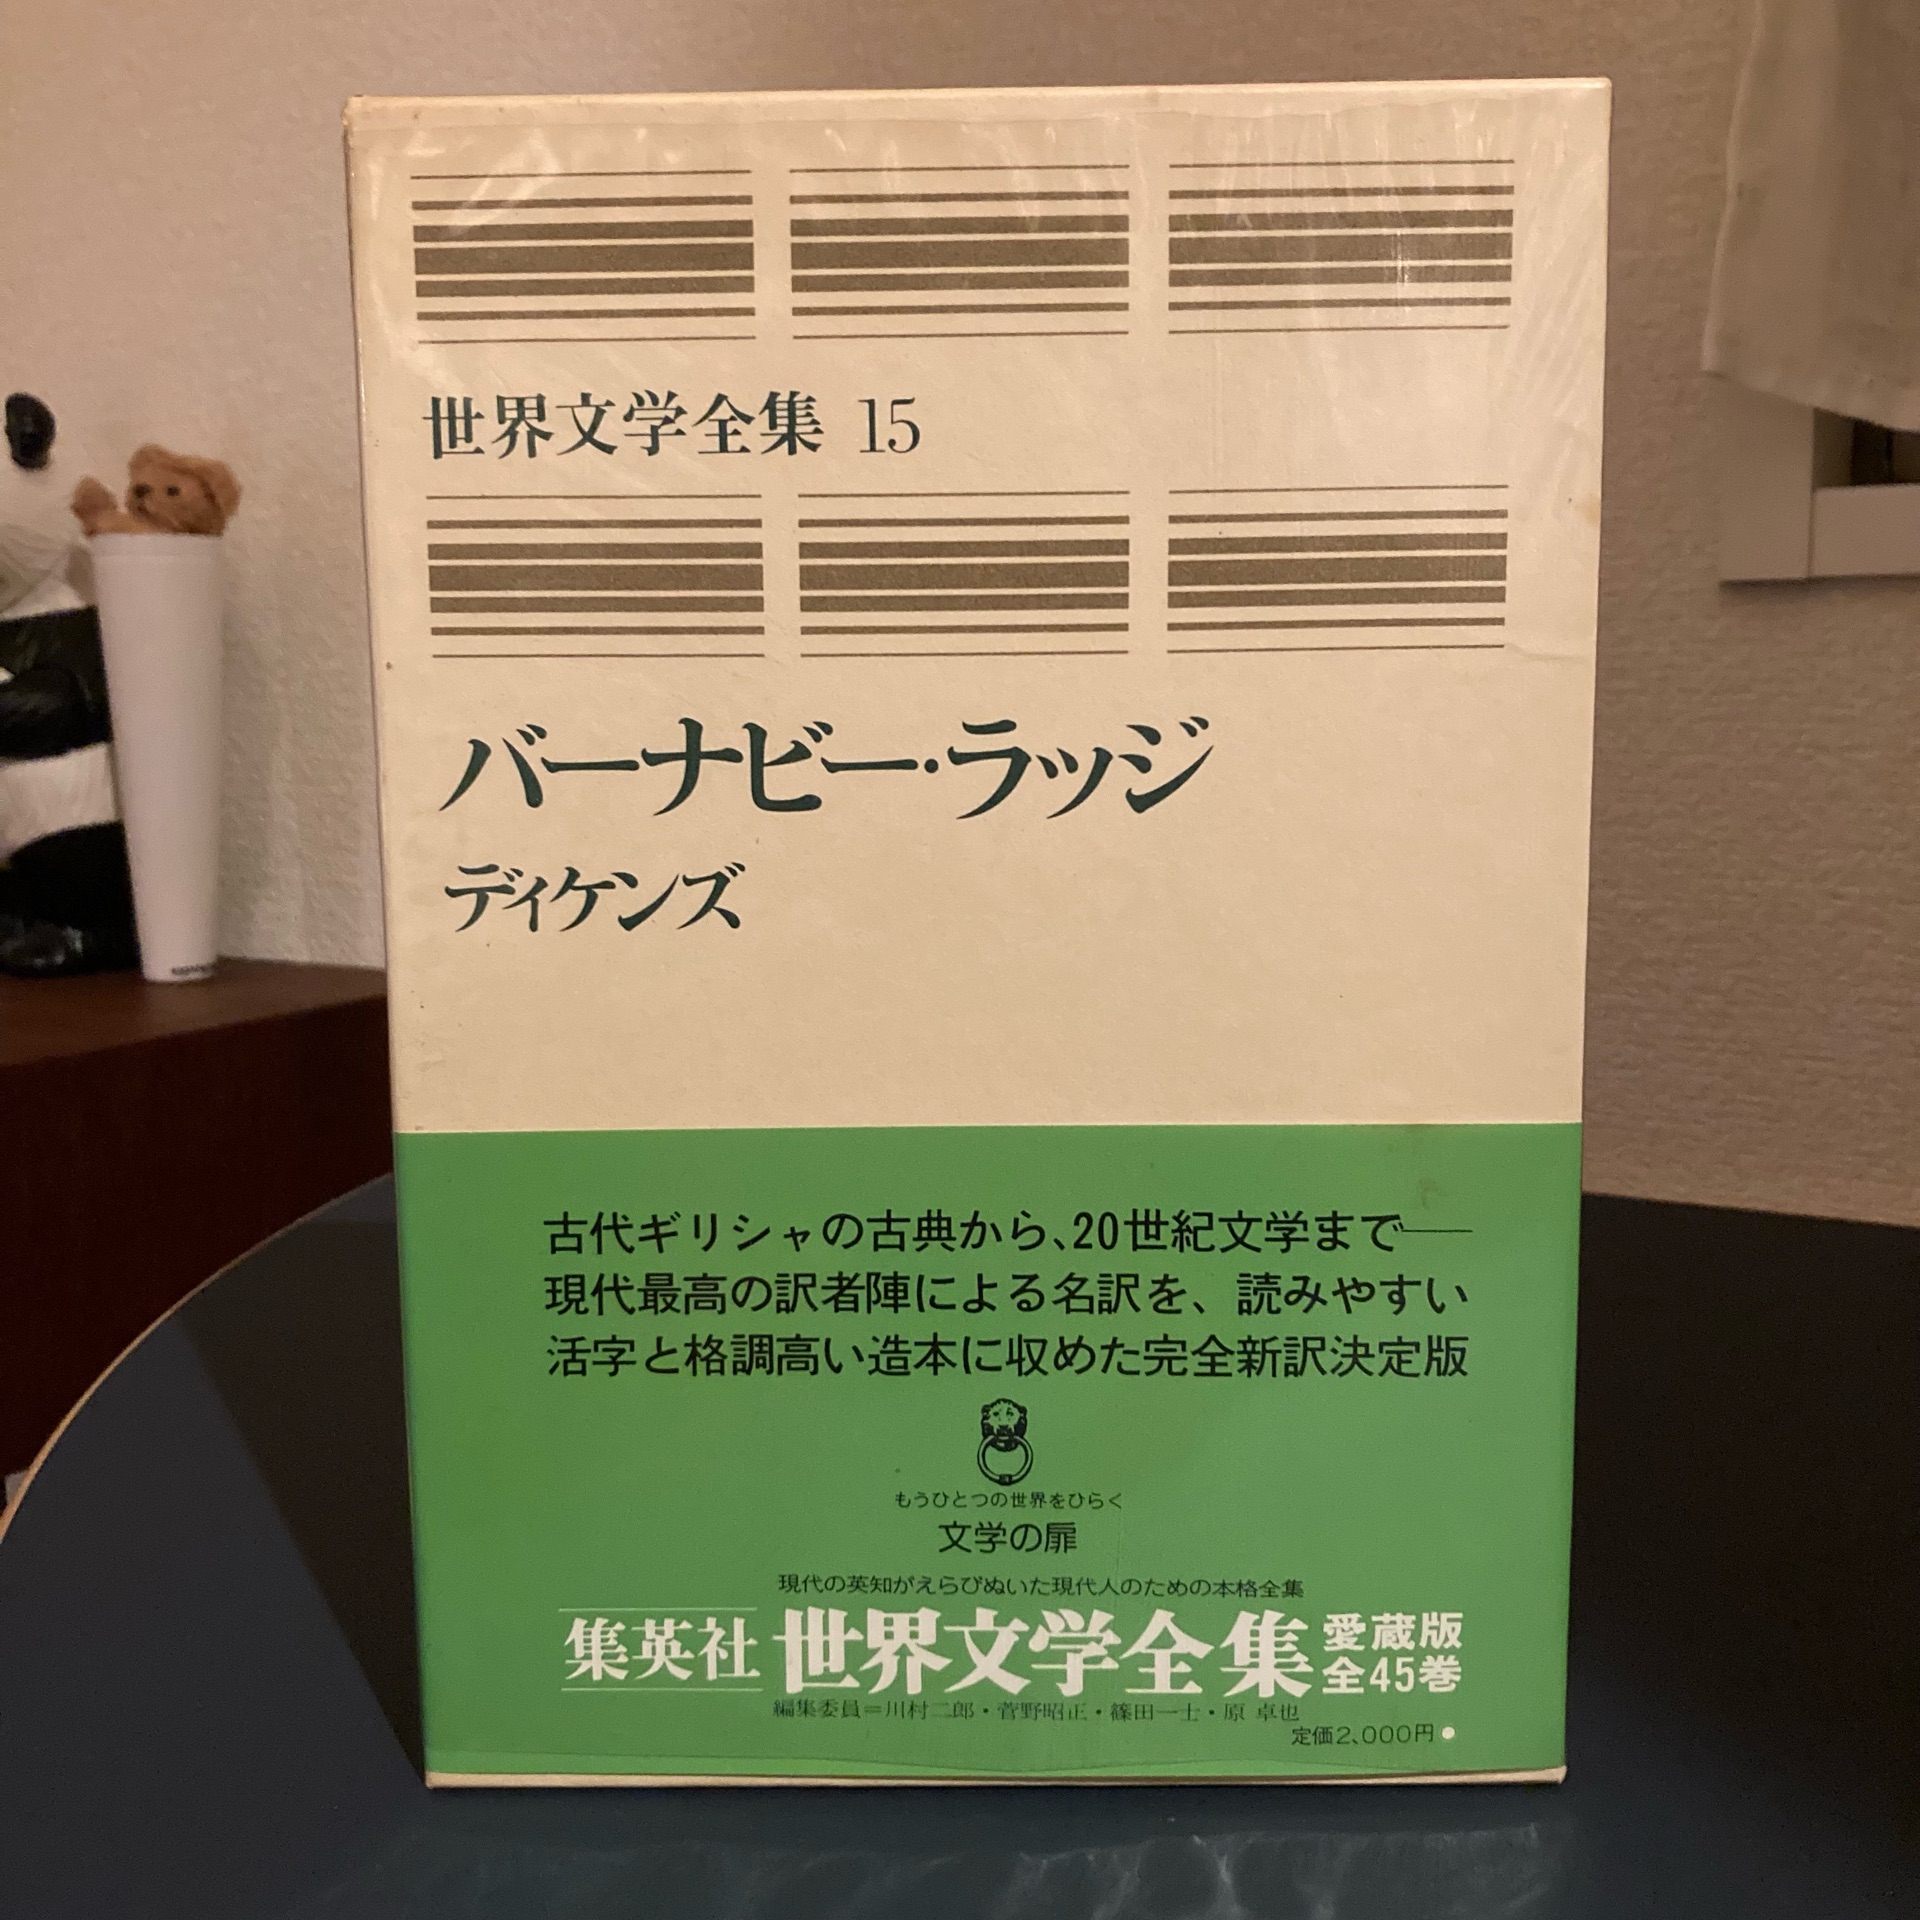 世界文学全集 15
バーナビー・ラッジ
ディケンズ
古代ギリシャの古典から、20世紀文学まで――
現代最高の訳者陣による名訳を、読みやすい
活字と格調高い造本に収めた完全新訳決定版
もうひとつの世界をひらく
文学の扉
現代の英知がえらびぬいた現代人のための本格全集
集英社 世界文学全集 愛蔵版 全45巻
編集委員=川村二郎・菅野昭正・篠田一士・原 卓也
定価2,000円●